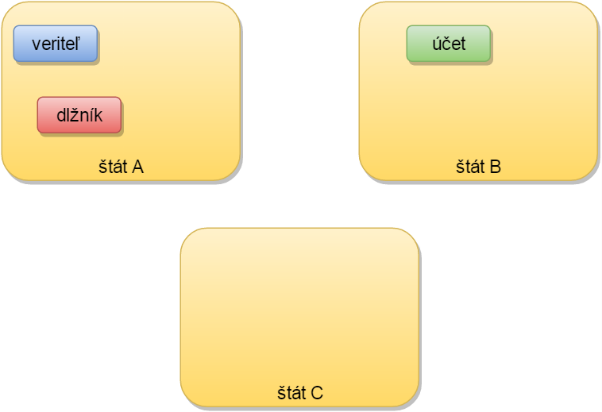 veriteľ
účet
dlžník
štát A
štát B
štát C